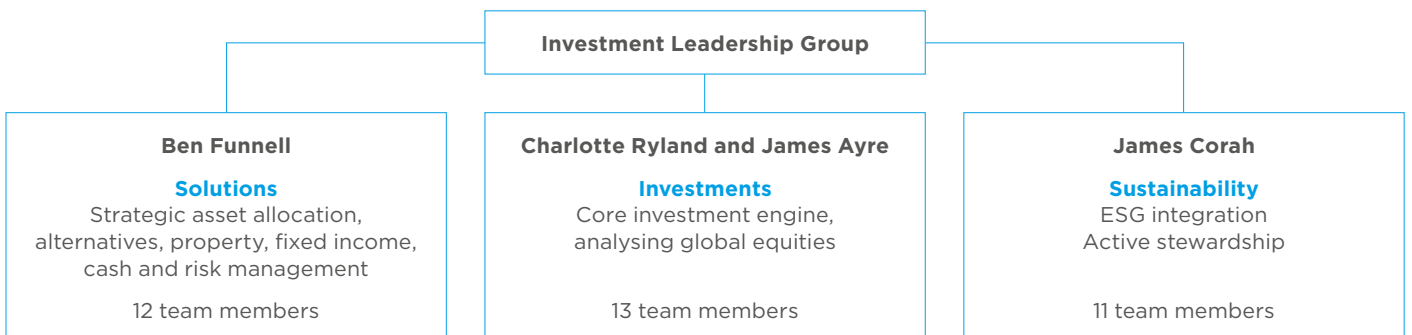 Investment Leadership Group
Ben Funnell
Solutions
Strategic asset allocation,
alternatives, property, fixed income,
cash and risk management
12 team members
Charlotte Ryland and James Ayre
Investments
Core investment engine,
analysing global equities
13 team members
James Corah
Sustainability
ESG integration
Active stewardship
11 team members